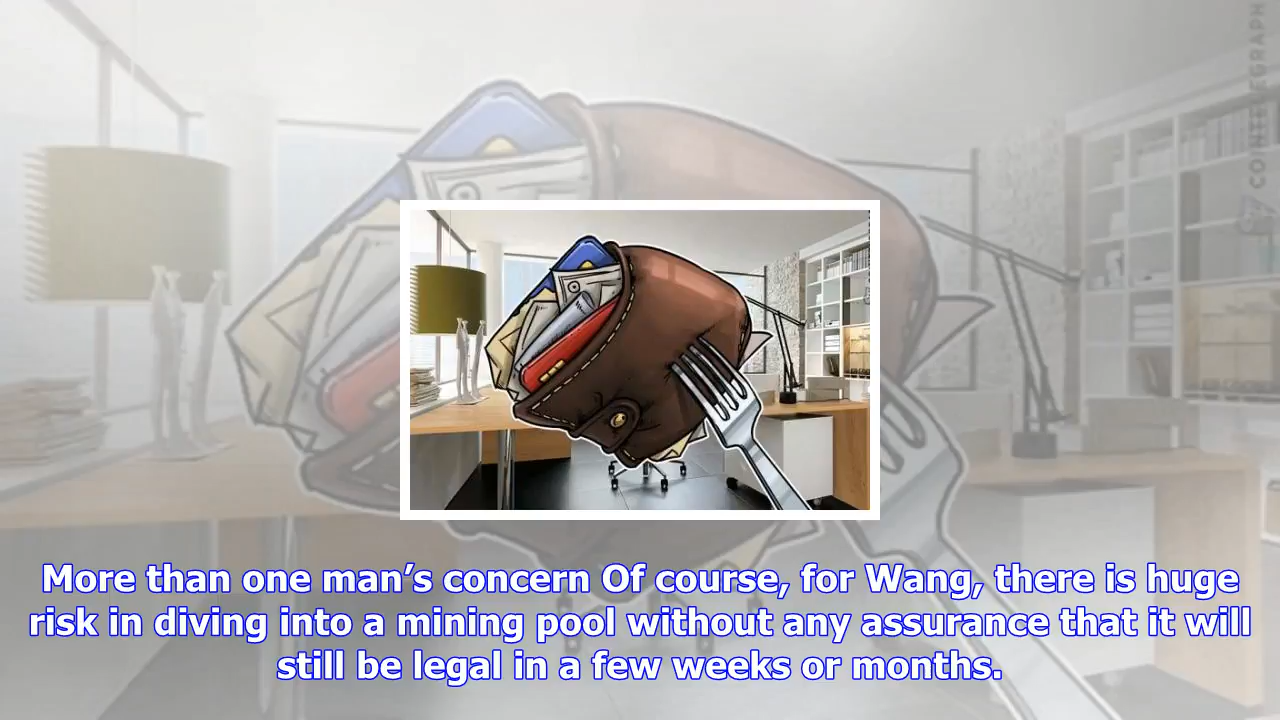 COINTELEGRAPH
More than one man’s concern Of course, for Wang, there is huge
risk in diving into a mining pool without any assurance that it will
still be legal in a few weeks or months.